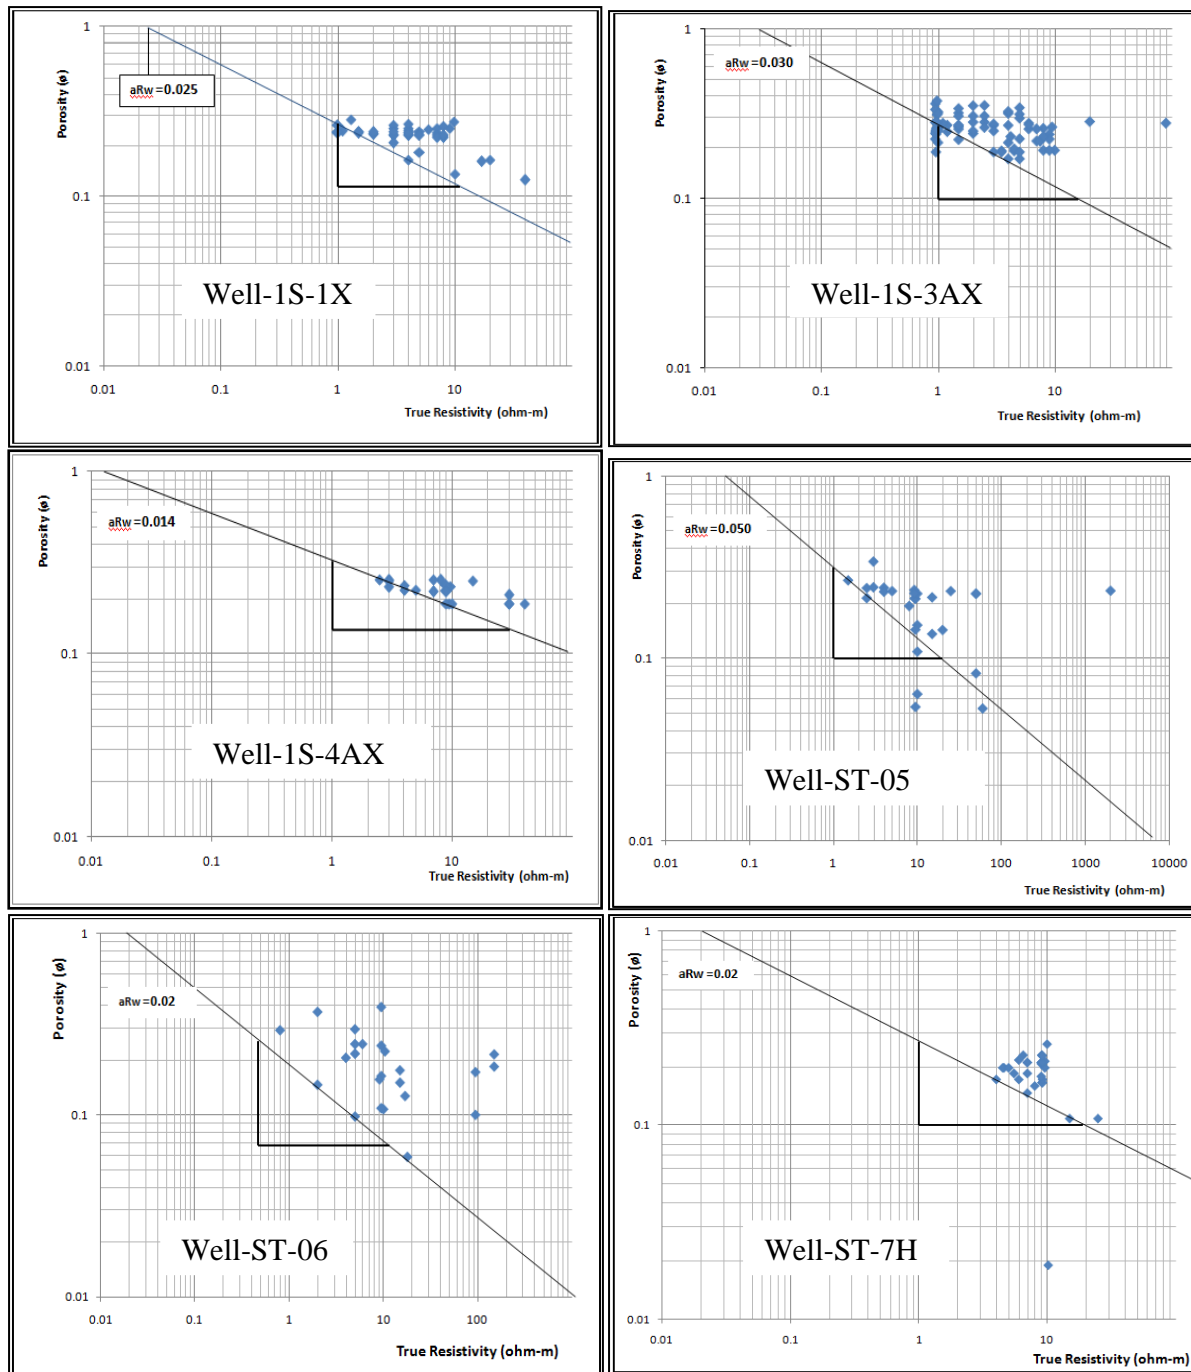 1
Porosity (ø)
aRw =0.025
0.1
Well-1S-1X
0.01
0.01
0.1
1
10
True Resistivity (ohm-m)
1
Porosity (ø)
aRw =0.030
0.1
Well-1S-3AX
0.01
0.01
0.1
1
10
True Resistivity (ohm-m)
1
Porosity (ø)
aRw =0.014
0.1
Well-1S-4AX
0.01
0.01
0.1
1
10
True Resistivity (ohm-m)
1
Porosity (ø)
aRw =0.050
0.1
Well-ST-05
0.01
0.01
0.1
1
10
100
1000
10000
True Resistivity (ohm-m)
1
Porosity (ø)
aRw =0.02
0.1
Well-ST-06
0.01
0.01
0.1
1
10
100
True Resistivity (ohm-m)
1
Porosity (ø)
aRw =0.02
0.1
Well-ST-7H
0.01
0.01
0.1
1
10
True Resistivity (ohm-m)